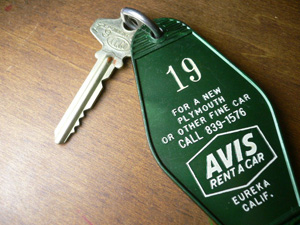 19
FOR A NEW
PLYMOUTH
OR OTHER FINE CAR
CALL 839-1576
AVIS
RENT A CAR
EUREKA
CALIF.